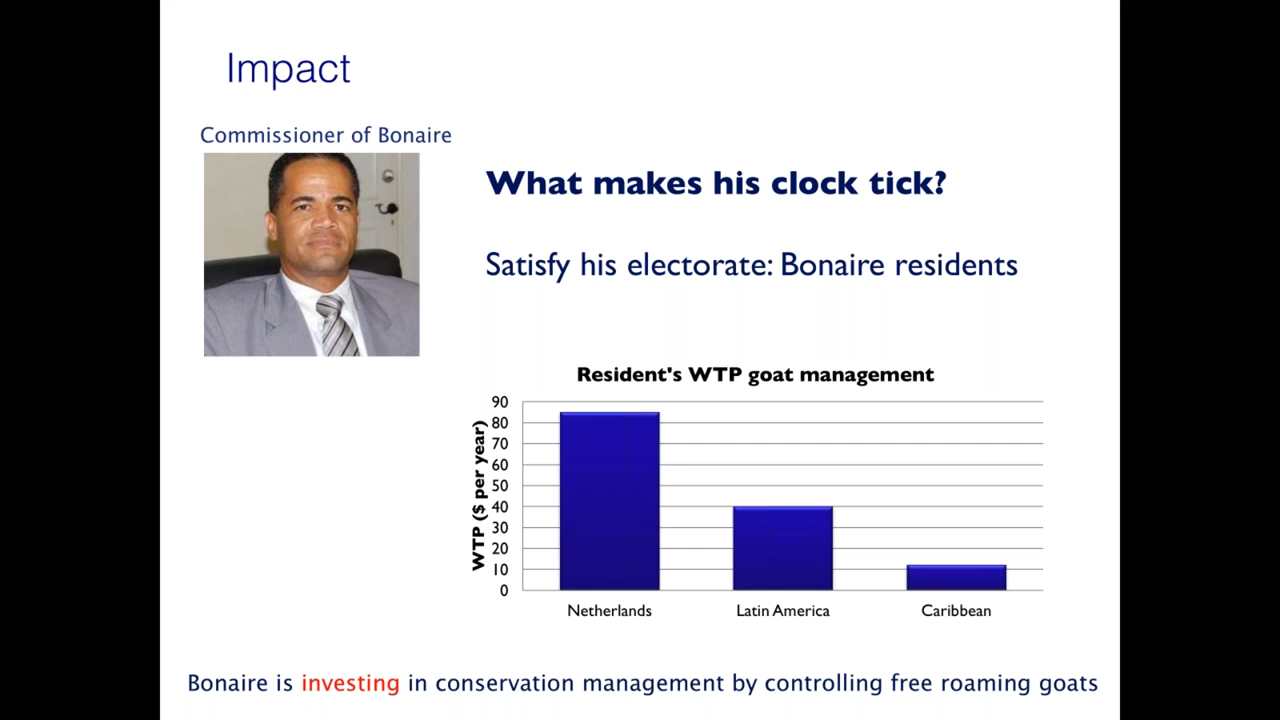 Impact
Commissioner of Bonaire
What makes his clock tick?
Satisfy his electorate: Bonaire residents
Resident's WTP goat management
WTP ($ per year)
90
80
70
60
50
40
30
20
10
0
Netherlands Latin America Caribbean
Bonaire is investing in conservation management by controlling free roaming goats